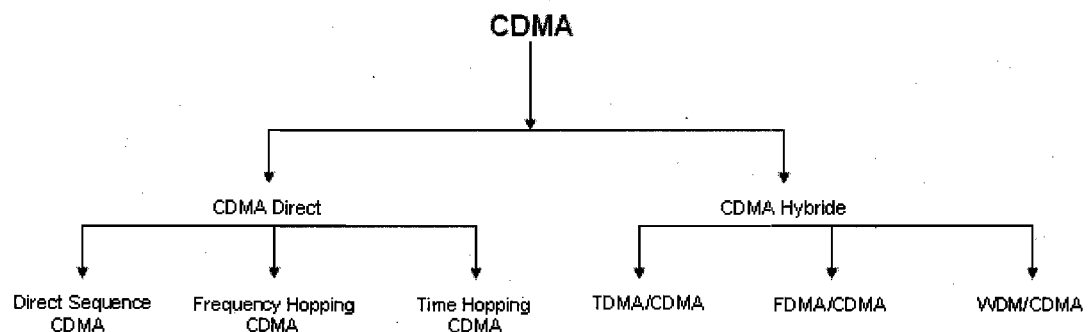 CDMA
CDMA Direct
CDMA Hybride
Direct Sequence
CDMA
Frequency Hopping
CDMA
Time Hopping
CDMA
TDMA/CDMA
FDMA/CDMA
WDM/CDMA